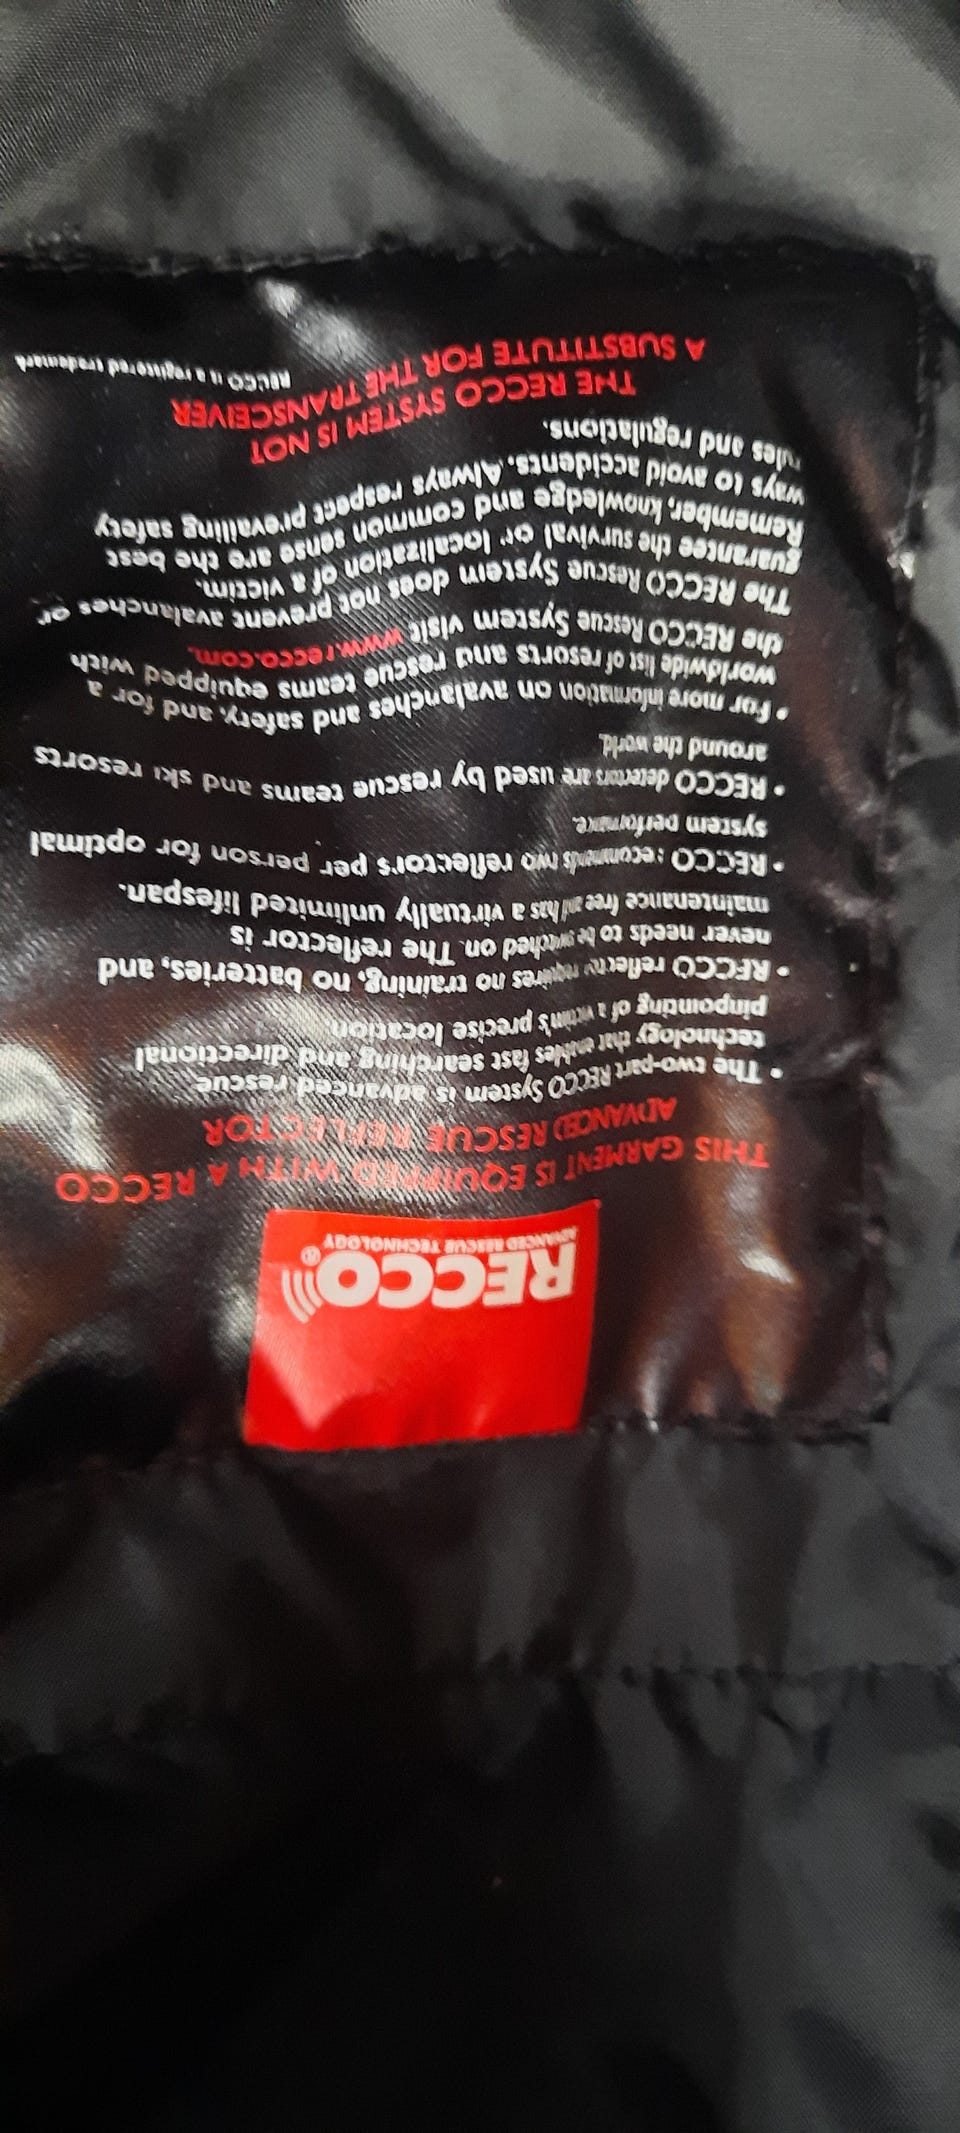 RECCO®
ADVANCED RESCUE TECHNOLOGY
THIS GARMENT IS EQUIPPED WITH A RECCO
ADVANCED RESCUE REFLECTOR
• The two-part RECCO System is advanced rescue
technology that enables fast searching and directional
pinpointing of a victim's precise location.
• RECCO reflector requires no training, no batteries, and
never needs to be switched on. The reflector is
maintenance free and has a virtually unlimited lifespan.
• RECCO recommends two reflectors per person for optimal
system performance.
• RECCO detectors are used by rescue teams and ski resorts
around the world.
• For more information on avalanches and safety, and for a
worldwide list of resorts and rescue teams equipped with
the RECCO Rescue System visit www.recco.com.
The RECCO Rescue System does not prevent avalanches or
guarantee the survival or localization of a victim.
Remember, knowledge and common sense are the best
ways to avoid accidents. Always respect prevailing safety
rules and regulations.
THE RECCO SYSTEM IS NOT
A SUBSTITUTE FOR THE TRANSCEIVER
RECCO is a registered trademark